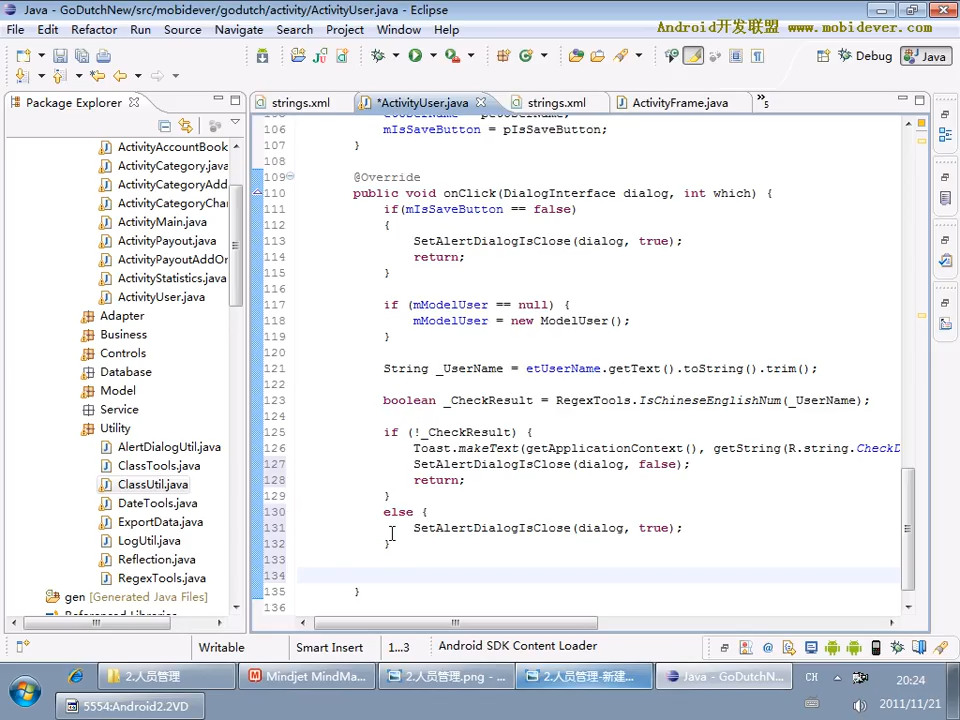 Java - GoDutchNew/src/mobidever/godutch/activity/ActivityUser.java - Eclipse
File Edit Refactor Run Source Navigate Search Project Window Help
Android开发联盟 www.mobidever.com
Debug Java
Package Explorer
strings.xml *ActivityUser.java strings.xml ActivityFrame.java »5
ActivityAccountBook
ActivityCategory.java
ActivityCategoryAdd
ActivityCategoryCha
ActivityMain.java
ActivityPayout.java
ActivityPayoutAddOr
ActivityStatistics.java
ActivityUser.java
Adapter
Business
Controls
Database
Model
Service
Utility
AlertDialogUtil.java
ClassTools.java
ClassUtil.java
DateTools.java
ExportData.java
LogUtil.java
Reflection.java
RegexTools.java
gen [Generated Java Files]
106 mIsSaveButton = pIsSaveButton;
107 }
108
109 @Override
110 public void onClick(DialogInterface dialog, int which) {
111 if(mIsSaveButton == false)
112 {
113 SetAlertDialogIsClose(dialog, true);
114 return;
115 }
116
117 if (mModelUser == null) {
118 mModelUser = new ModelUser();
119 }
120
121 String _UserName = etUserName.getText().toString().trim();
122
123 boolean _CheckResult = RegexTools.IsChineseEnglishNum(_UserName);
124
125 if (!_CheckResult) {
126 Toast.makeText(getApplicationContext(), getString(R.string.CheckD
127 SetAlertDialogIsClose(dialog, false);
128 return;
129 }
130 else {
131 SetAlertDialogIsClose(dialog, true);
132 }
133
134
135 }
136
Writable Smart Insert 1...3 Android SDK Content Loader
2.人员管理 Mindjet MindMa... 2.人员管理.png - ... 2.人员管理-新建... Java - GoDutchN... CH 20:24
5554:Android2.2VD 2011/11/21